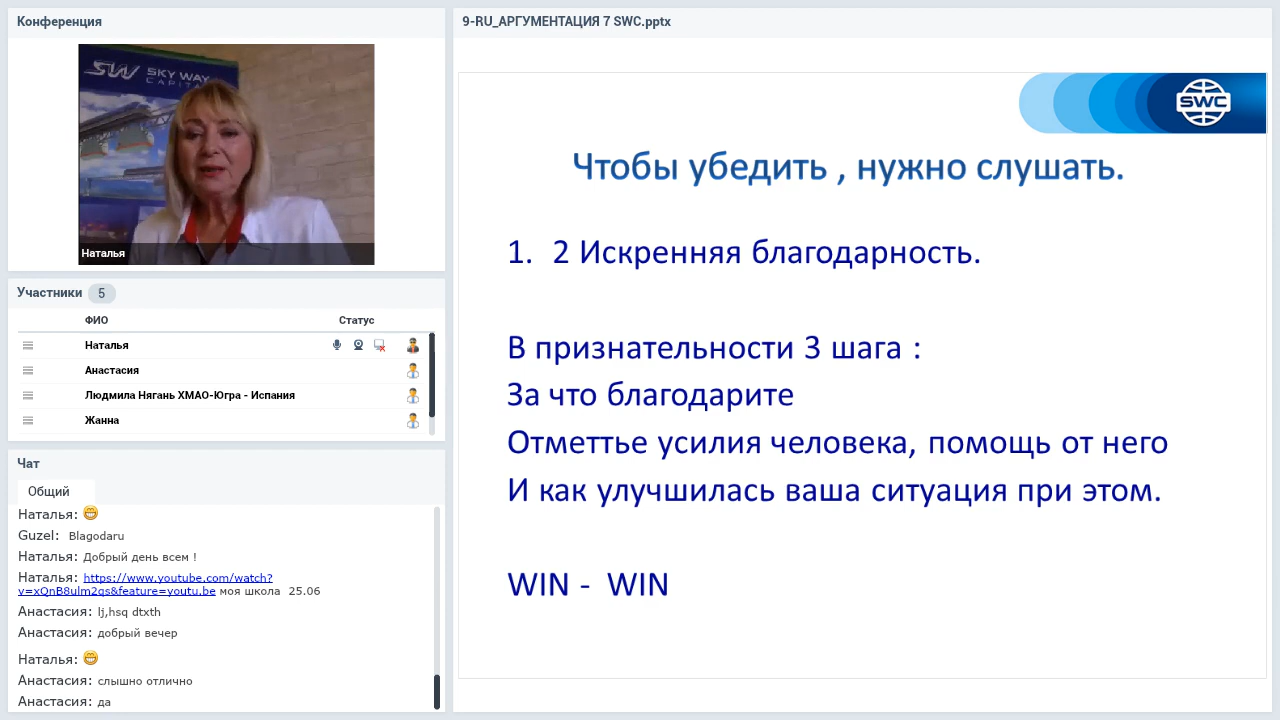 Конференция
SW SKY WAY
CAPITAL
Наталья
Участники 5
ФИО Статус
Наталья
Анастасия
Людмила Нягань ХМАО-Югра - Испания
Жанна
Чат
Общий
Наталья:
Guzel: Blagodaru
Наталья: Добрый день всем !
Наталья: https://www.youtube.com/watch?
v=xQnB8ulm2qs&feature=youtu.be моя школа 25.06
Анастасия: lj,hsq dtxth
Анастасия: добрый вечер
Наталья:
Анастасия: слышно отлично
Анастасия: да
9-RU_АРГУМЕНТАЦИЯ 7 SWC.pptx
SWC
Чтобы убедить , нужно слушать.
1. 2 Искренняя благодарность.
В признательности 3 шага :
За что благодарите
Отметтье усилия человека, помощь от него
И как улучшилась ваша ситуация при этом.
WIN - WIN